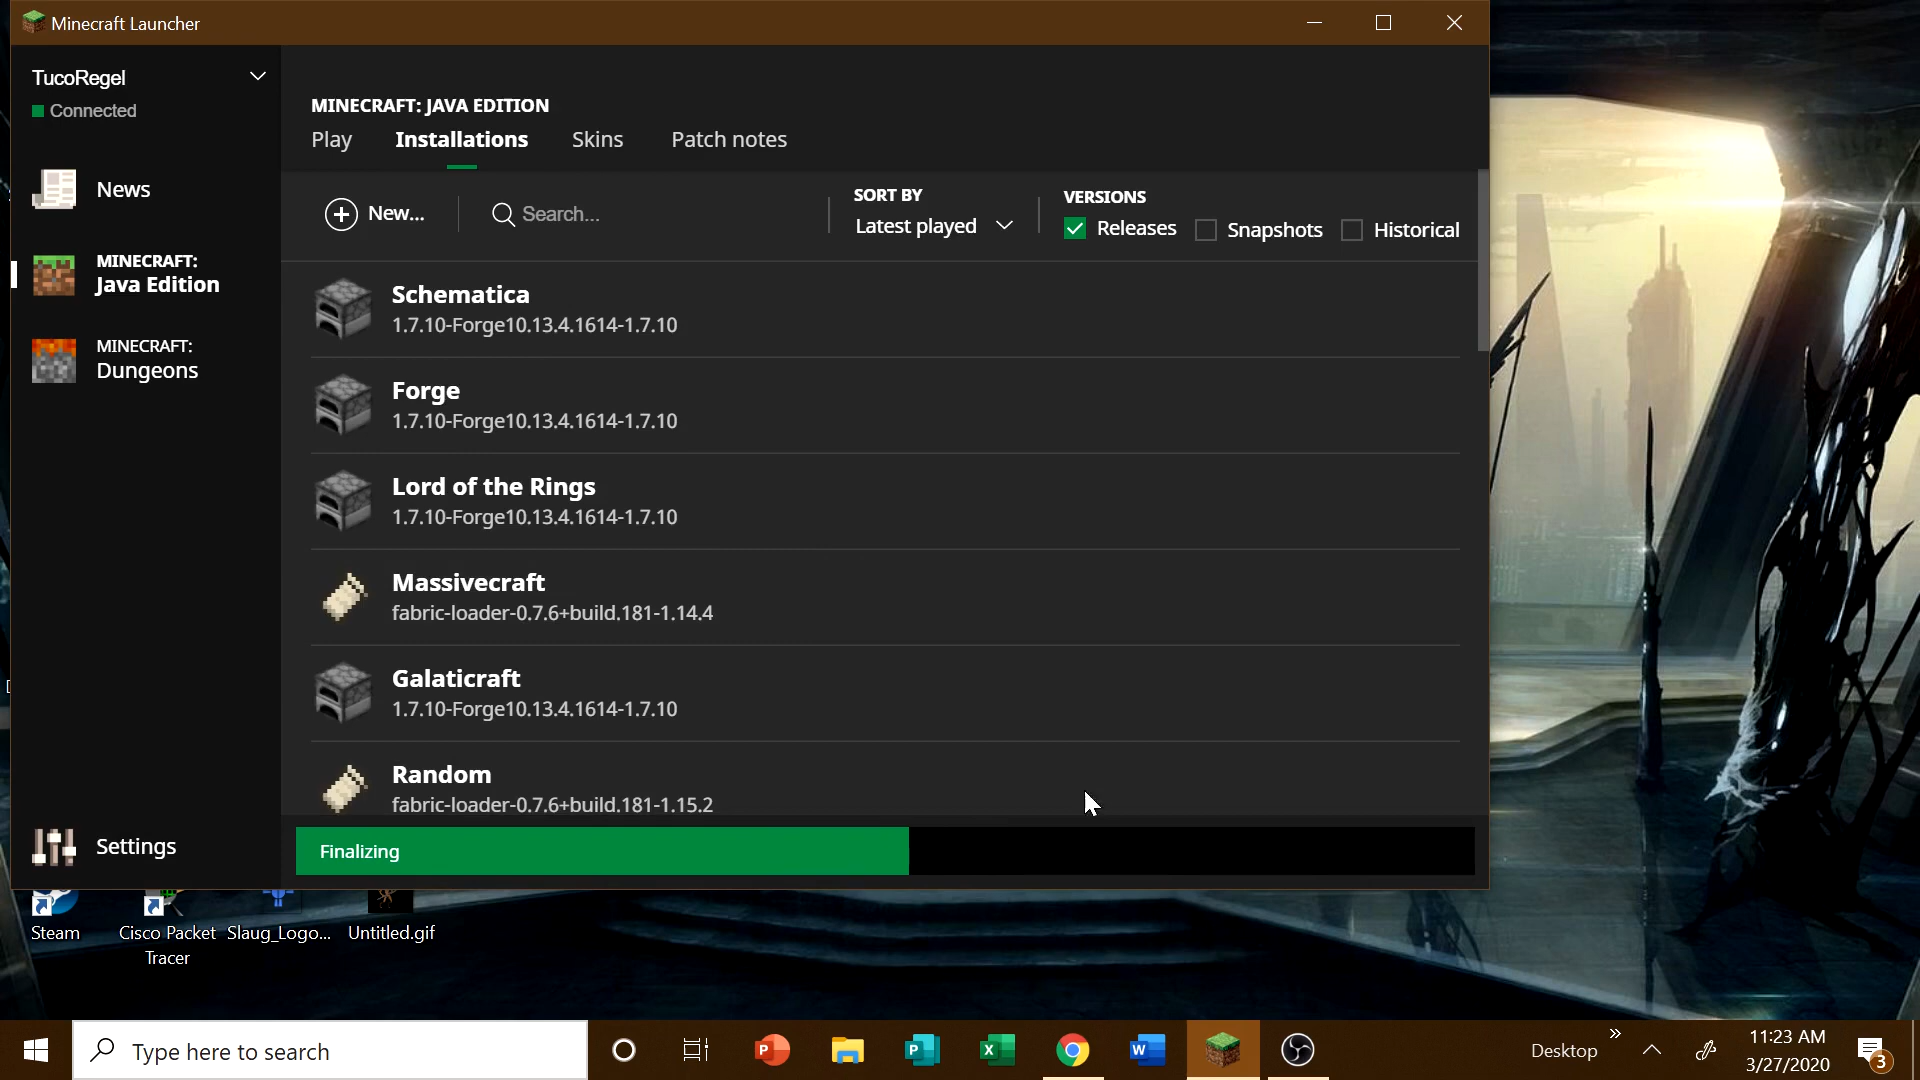 Minecraft Launcher
TucoRegel
Connected
News
MINECRAFT:
Java Edition
MINECRAFT:
Dungeons
Settings
MINECRAFT: JAVA EDITION
Play Installations Skins Patch notes
New...
Search...
SORT BY
Latest played
VERSIONS
Releases Snapshots Historical
Schematica
1.7.10-Forge10.13.4.1614-1.7.10
Forge
1.7.10-Forge10.13.4.1614-1.7.10
Lord of the Rings
1.7.10-Forge10.13.4.1614-1.7.10
Massivecraft
fabric-loader-0.7.6+build.181-1.14.4
Galaticraft
1.7.10-Forge10.13.4.1614-1.7.10
Random
fabric-loader-0.7.6+build.181-1.15.2
Finalizing
Steam
Cisco Packet
Tracer
Slaug_Logo...
Untitled.gif
Type here to search
P
P
X
W
Desktop
»
11:23 AM
3/27/2020
3